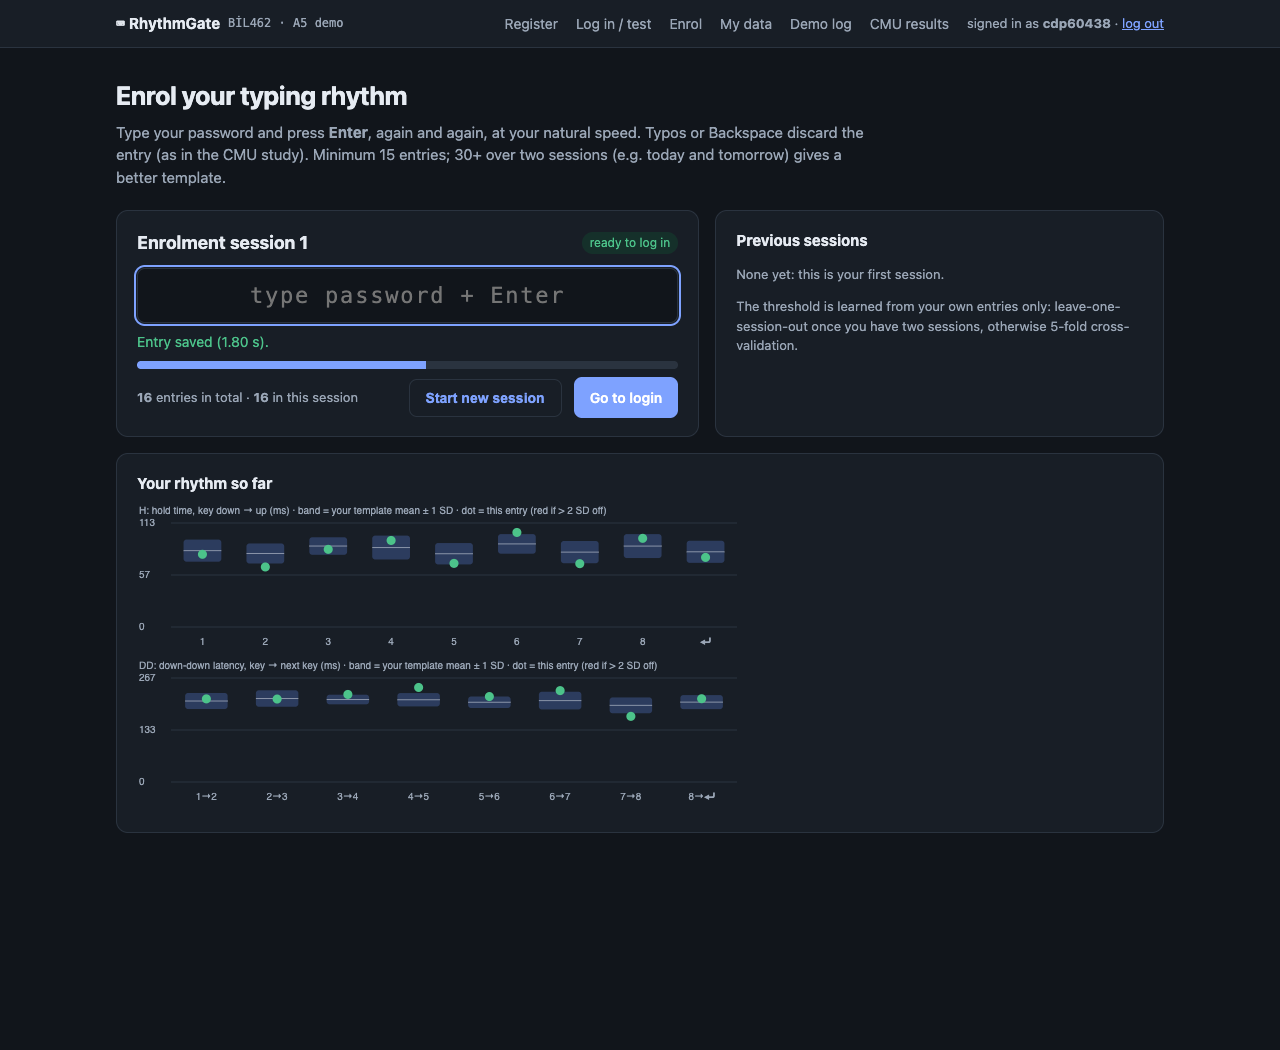 RhythmGate BİL462 · A5 demo
Register Log in / test Enrol My data Demo log CMU results signed in as cdp60438 · log out
Enrol your typing rhythm
Type your password and press Enter, again and again, at your natural speed. Typos or Backspace discard the
entry (as in the CMU study). Minimum 15 entries; 30+ over two sessions (e.g. today and tomorrow) gives a
better template.
Enrolment session 1
ready to log in
type password + Enter
Entry saved (1.80 s).
16 entries in total · 16 in this session
Start new session
Go to login
Previous sessions
None yet: this is your first session.
The threshold is learned from your own entries only: leave-one-
session-out once you have two sessions, otherwise 5-fold cross-
validation.
Your rhythm so far
H: hold time, key down → up (ms) · band = your template mean ± 1 SD · dot = this entry (red if > 2 SD off)
113
57
0
1 2 3 4 5 6 7 8 ↵
DD: down-down latency, key → next key (ms) · band = your template mean ± 1 SD · dot = this entry (red if > 2 SD off)
267
133
0
1→2 2→3 3→4 4→5 5→6 6→7 7→8 8→↵